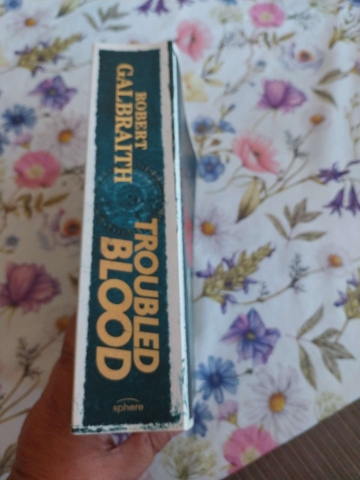 ROBERT
GALBRAITH
TROUBLED
BLOOD
sphere